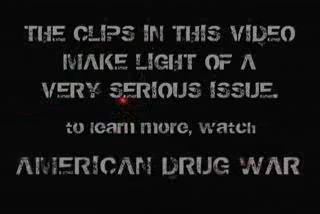 THE CLIPS IN THIS VIDEO
MAKE LIGHT OF A
VERY SERIOUS ISSUE.
to learn more, watch
AMERICAN DRUG WAR